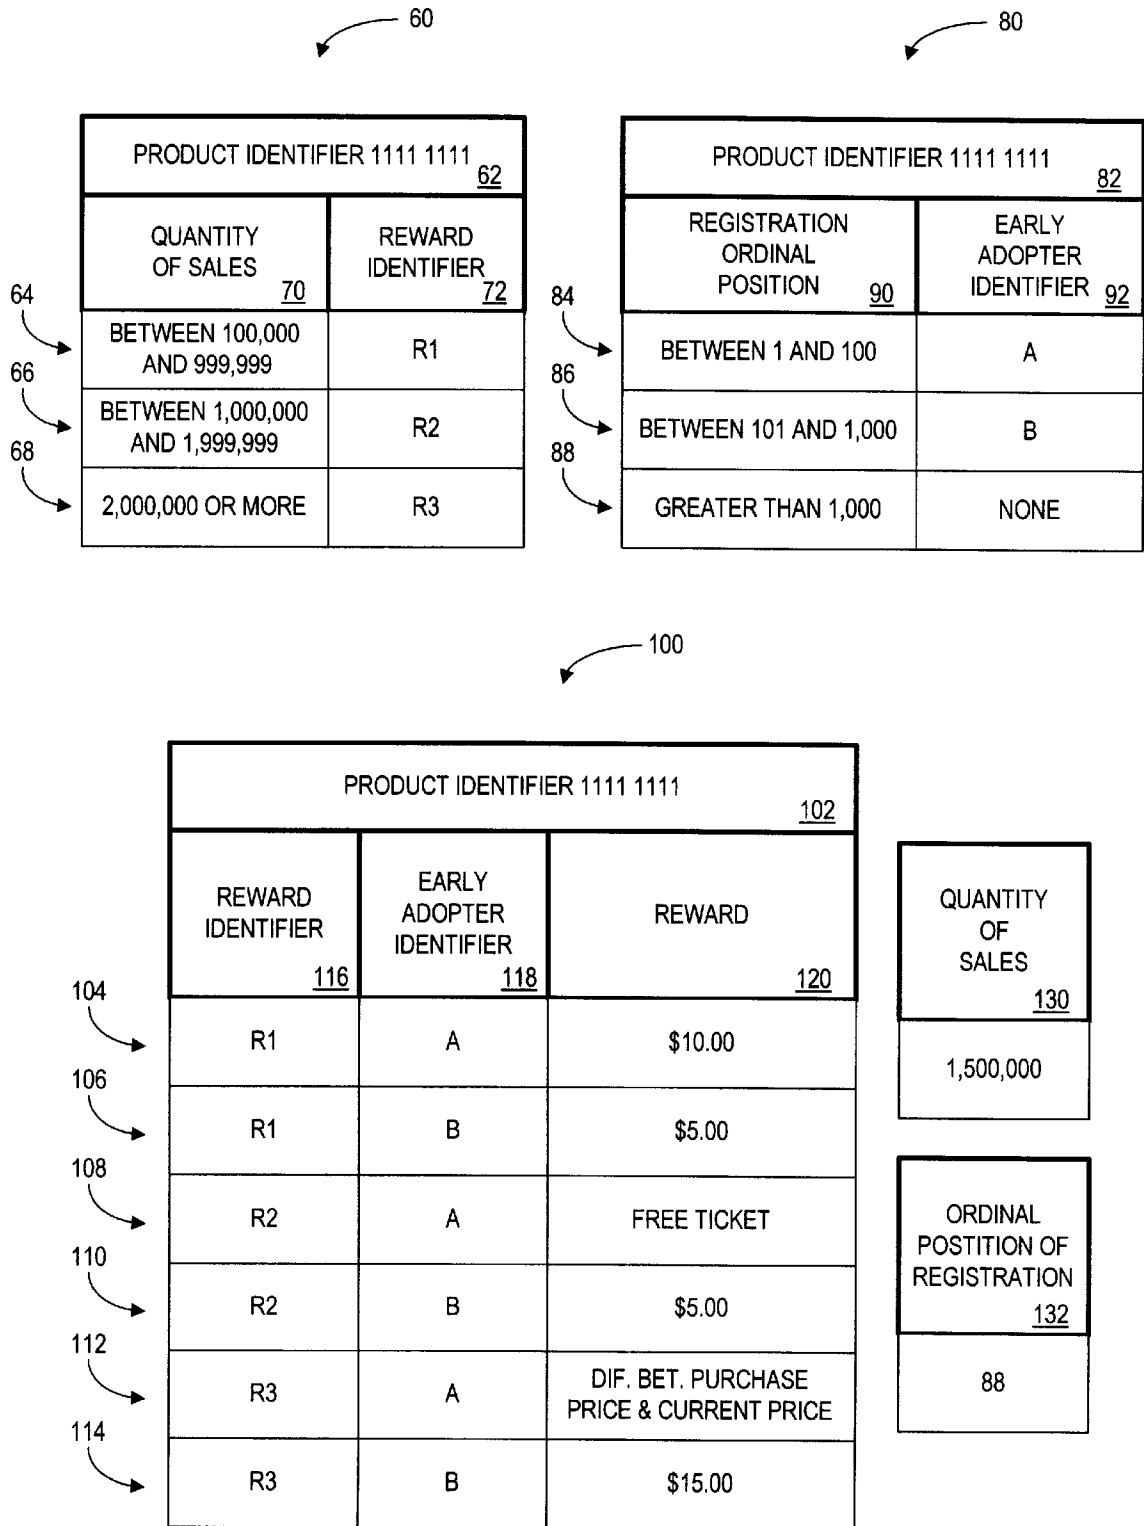 60
PRODUCT IDENTIFIER 1111 1111
62
QUANTITY
OF SALES
70
REWARD
IDENTIFIER
72
64
BETWEEN 100,000
AND 999,999
R1
66
BETWEEN 1,000,000
AND 1,999,999
R2
68
2,000,000 OR MORE
R3
80
PRODUCT IDENTIFIER 1111 1111
82
REGISTRATION
ORDINAL
POSITION
90
EARLY
ADOPTER
IDENTIFIER
92
84
BETWEEN 1 AND 100
A
86
BETWEEN 101 AND 1,000
B
88
GREATER THAN 1,000
NONE
100
PRODUCT IDENTIFIER 1111 1111
102
REWARD
IDENTIFIER
116
EARLY
ADOPTER
IDENTIFIER
118
REWARD
120
104
R1
A
$10.00
106
R1
B
$5.00
108
R2
A
FREE TICKET
110
R2
B
$5.00
112
R3
A
DIF. BET. PURCHASE
PRICE & CURRENT PRICE
114
R3
B
$15.00
QUANTITY
OF
SALES
130
1,500,000
ORDINAL
POSTITION OF
REGISTRATION
132
88